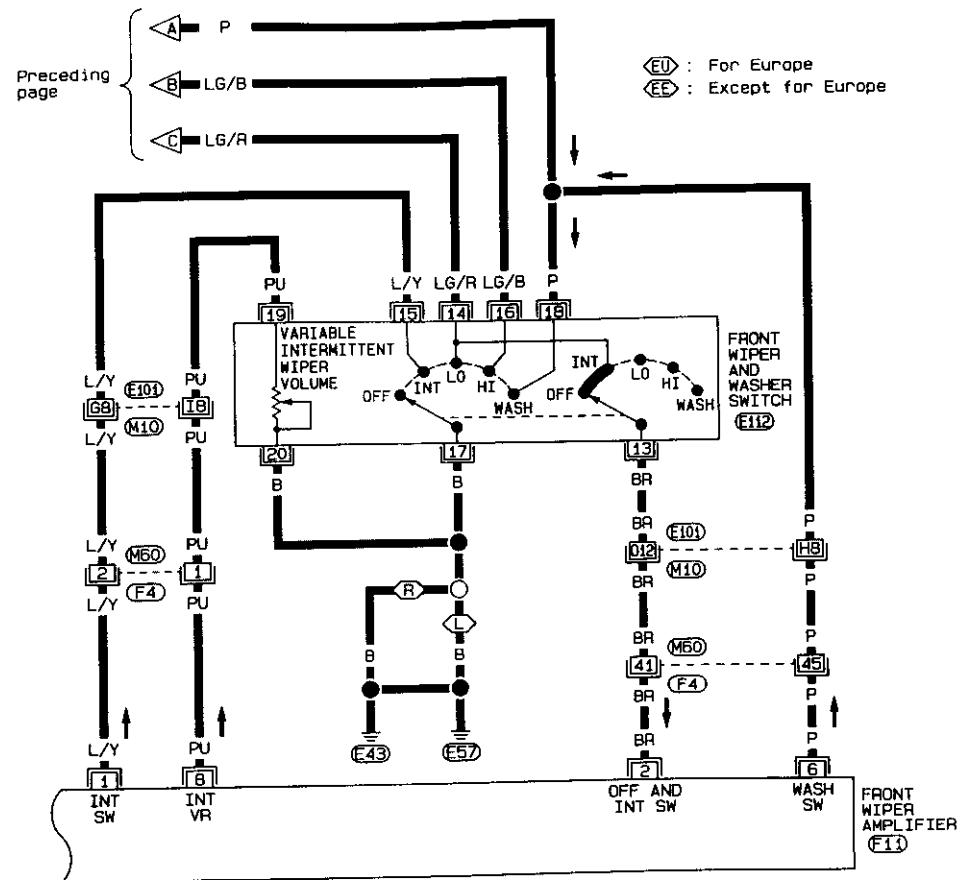 A P
Preceding page
B LG/B
C LG/R
EU : For Europe
EE : Except for Europe
PU L/Y LG/R LG/B P
19 15 14 16 18
VARIABLE
INTERMITTENT
WIPER
VOLUME
OFF INT LO HI WASH
OFF INT LO HI WASH
FRONT
WIPER
AND
WASHER
SWITCH
E112
L/Y PU
G8 E101 I8
L/Y M10 PU
20 17 13
B B BR
L/Y PU
2 M60 1
L/Y F4 PU
BR P
D12 E101 H8
BR M10 P
R
L
B B
BR P
41 M60 45
BR F4 P
E43 E57
L/Y PU BR P
1 8 2 6
INT SW
INT VR
OFF AND INT SW
WASH SW
FRONT
WIPER
AMPLIFIER
F11